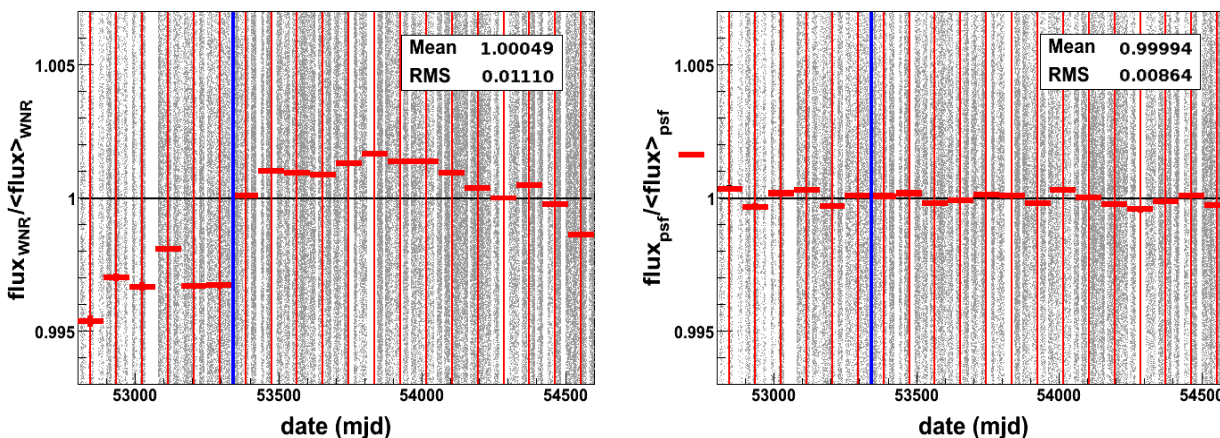 flux_WNR/<flux>_WNR
1.005
1
0.995
Mean 1.00049
RMS 0.01110
53000 53500 54000 54500
date (mjd)
flux_psf/<flux>_psf
1.005
1
0.995
Mean 0.99994
RMS 0.00864
53000 53500 54000 54500
date (mjd)